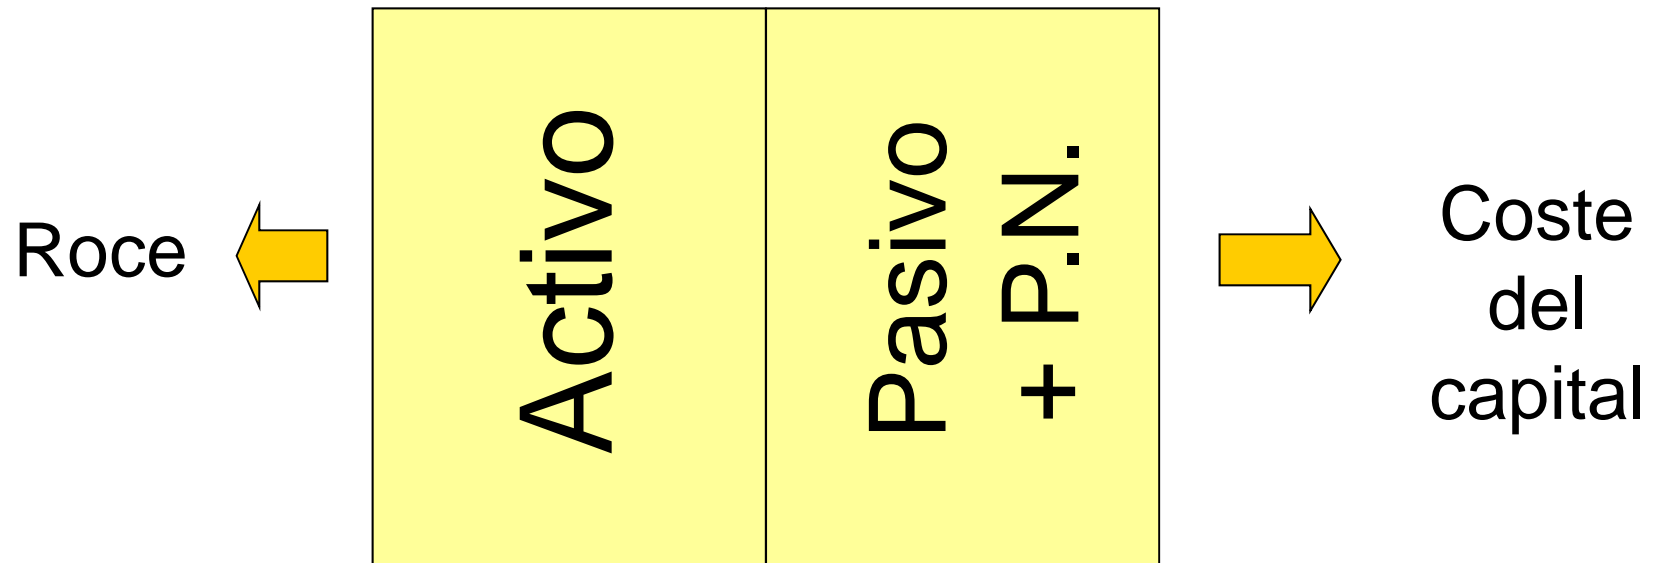 Roce
Activo
Pasivo
+ P.N.
Coste
del
capital